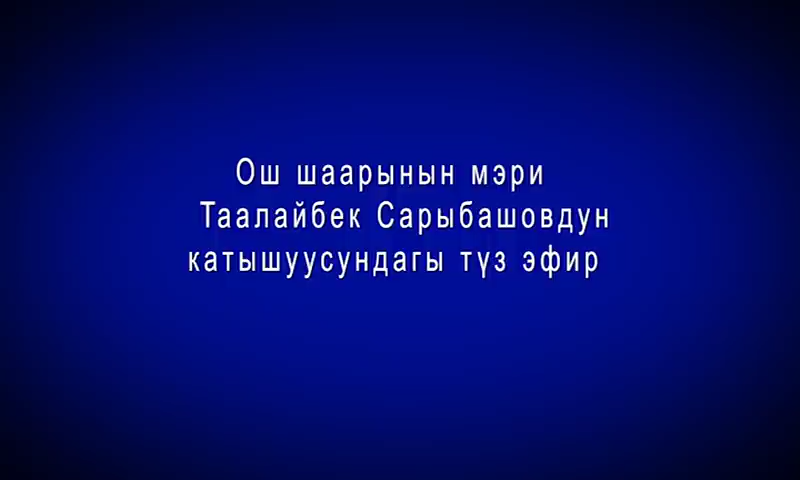 Ош шаарынын мэри
Таалайбек Сарыбашовдун
катышуусундагы түз эфир